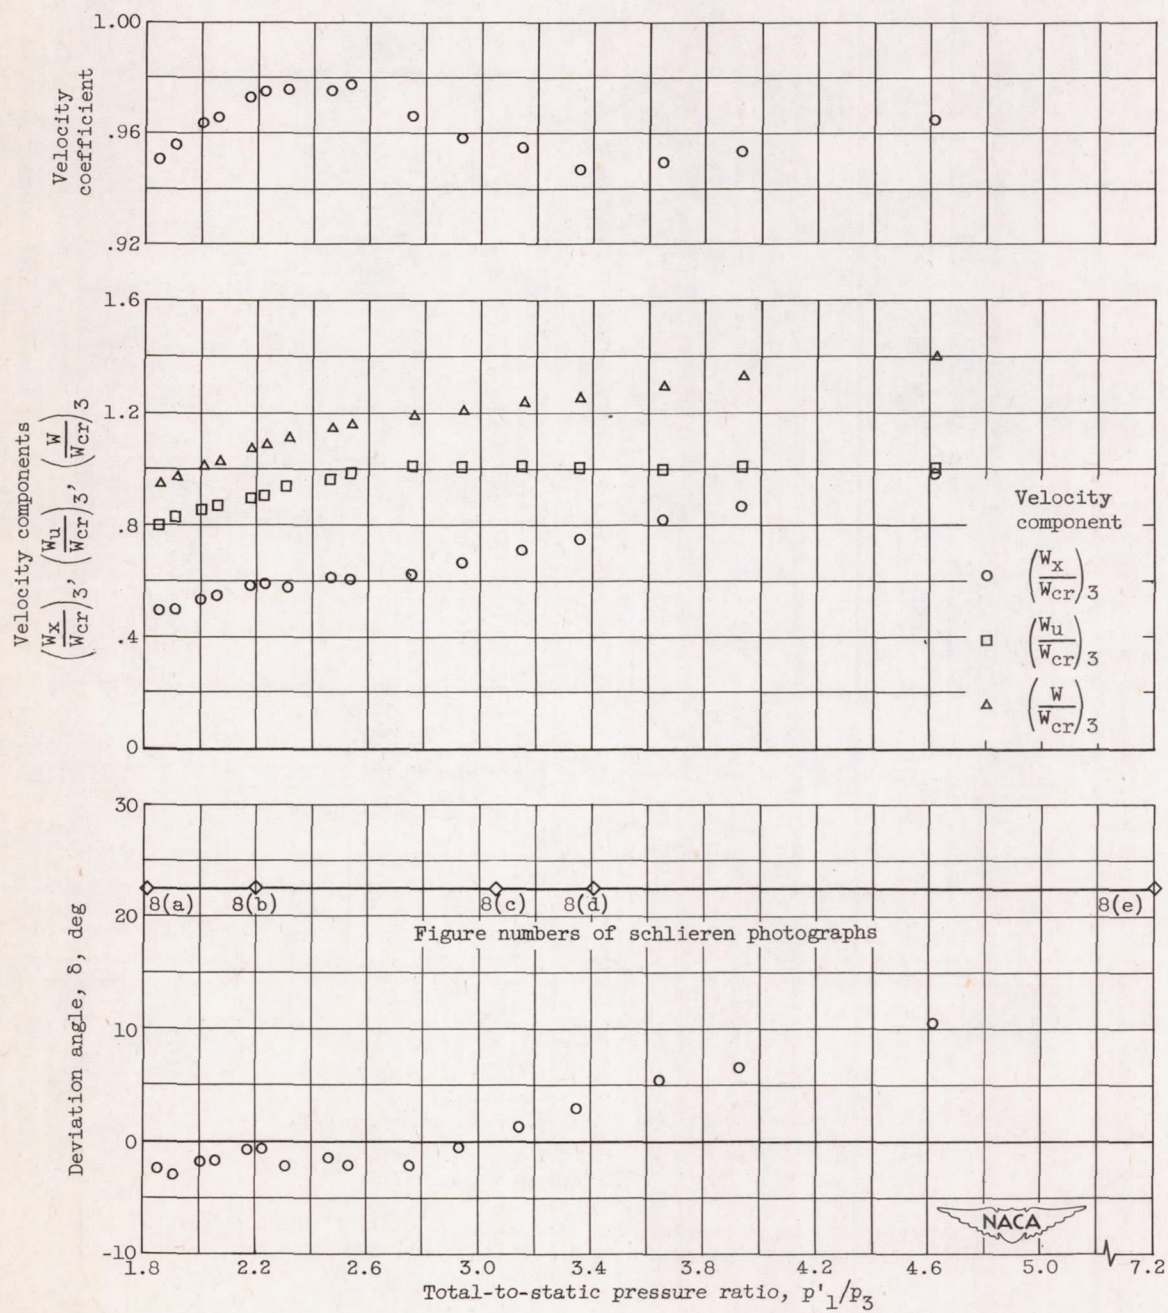 1.00
.96
.92
Velocity
coefficient
1.6
1.2
.8
.4
0
Velocity components
(Wx/Wcr)3, (Wu/Wcr)3, (W/Wcr)3
Velocity
component
(Wx/Wcr)3
(Wu/Wcr)3
(W/Wcr)3
30
20
10
0
-10
Deviation angle, δ, deg
8(a) 8(b) 8(c) 8(d) 8(e)
Figure numbers of schlieren photographs
NACA
1.8 2.2 2.6 3.0 3.4 3.8 4.2 4.6 5.0 7.2
Total-to-static pressure ratio, p'1/p3